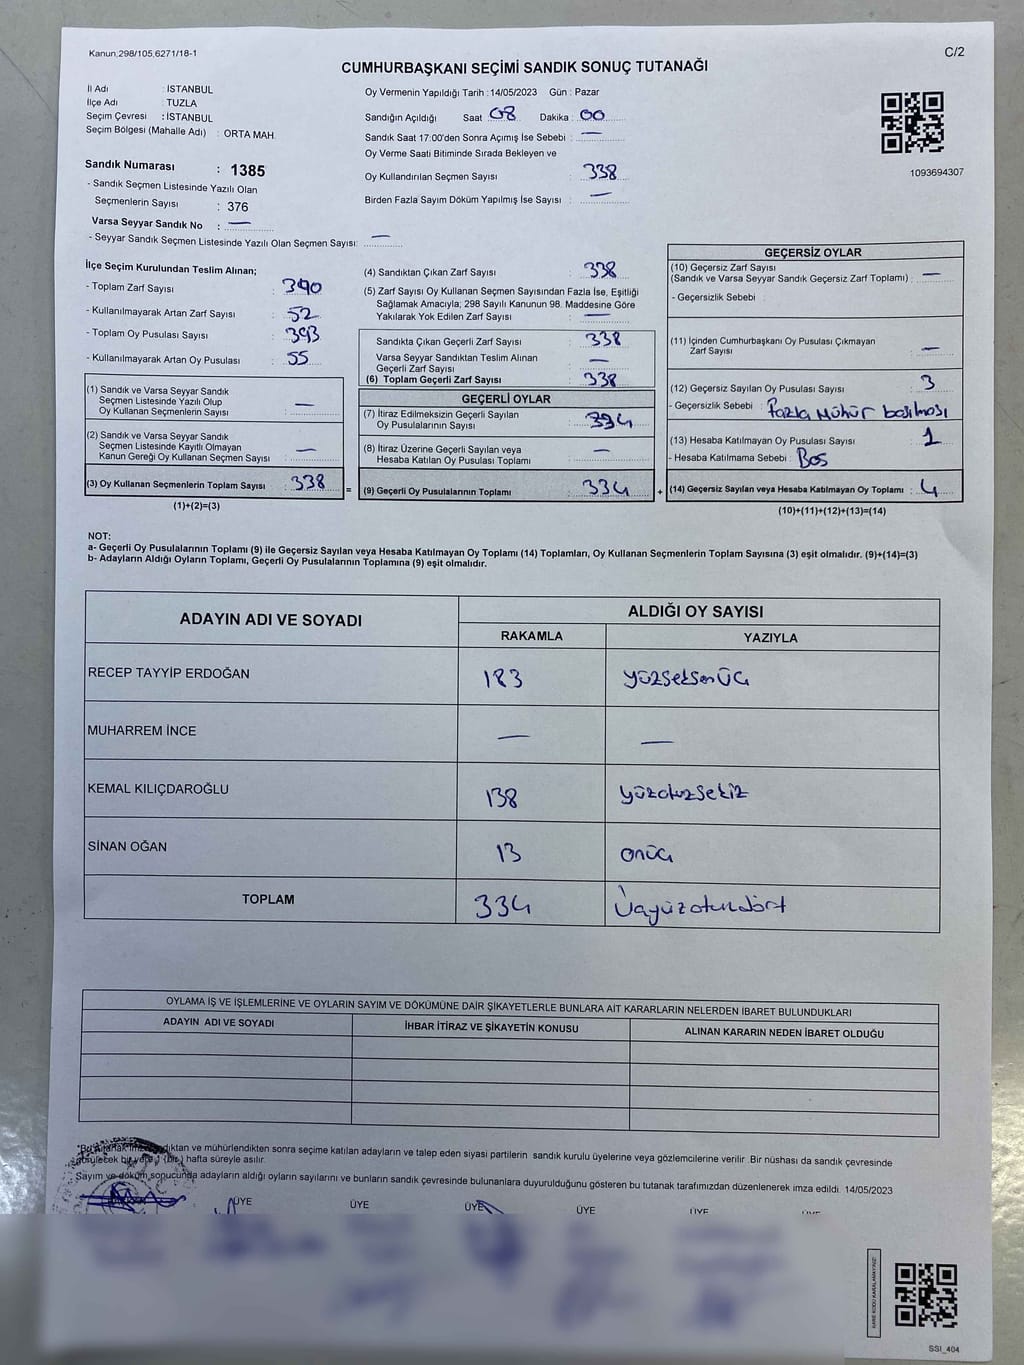 Kanun;298/105,6271/18-1
C/2
CUMHURBAŞKANI SEÇİMİ SANDIK SONUÇ TUTANAĞI
İl Adı : İSTANBUL
İlçe Adı : TUZLA
Seçim Çevresi : İSTANBUL
Seçim Bölgesi (Mahalle Adı) : ORTA MAH.
Sandık Numarası : 1385
- Sandık Seçmen Listesinde Yazılı Olan
Seçmenlerin Sayısı : 376
Varsa Seyyar Sandık No : —
- Seyyar Sandık Seçmen Listesinde Yazılı Olan Seçmen Sayısı: —
Oy Vermenin Yapıldığı Tarih : 14/05/2023 Gün : Pazar
Sandığın Açıldığı Saat : 08 Dakika : 00
Sandık Saat 17:00'den Sonra Açımış İse Sebebi : —
Oy Verme Saati Bitiminde Sırada Bekleyen ve
Oy Kullandırılan Seçmen Sayısı : 338
Birden Fazla Sayım Döküm Yapılmış İse Sayısı : —
1093694307
İlçe Seçim Kurulundan Teslim Alınan;
- Toplam Zarf Sayısı : 390
- Kullanılmayarak Artan Zarf Sayısı : 52
- Toplam Oy Pusulası Sayısı : 393
- Kullanılmayarak Artan Oy Pusulası : 55
(1) Sandık ve Varsa Seyyar Sandık
Seçmen Listesinde Yazılı Olup
Oy Kullanan Seçmenlerin Sayısı : —
(2) Sandık ve Varsa Seyyar Sandık
Seçmen Listesinde Kayıtlı Olmayan
Kanun Gereği Oy Kullanan Seçmen Sayısı : —
(3) Oy Kullanan Seçmenlerin Toplam Sayısı : 338 =
(1)+(2)=(3)
(4) Sandıktan Çıkan Zarf Sayısı : 338
(5) Zarf Sayısı Oy Kullanan Seçmen Sayısından Fazla İse, Eşitliği
Sağlamak Amacıyla; 298 Sayılı Kanunun 98. Maddesine Göre
Yakılarak Yok Edilen Zarf Sayısı : —
Sandıkta Çıkan Geçerli Zarf Sayısı : 338
Varsa Seyyar Sandıktan Teslim Alınan
Geçerli Zarf Sayısı : —
(6) Toplam Geçerli Zarf Sayısı : 338
GEÇERLİ OYLAR
(7) İtiraz Edilmeksizin Geçerli Sayılan
Oy Pusulalarının Sayısı : 334
(8) İtiraz Üzerine Geçerli Sayılan veya
Hesaba Katılan Oy Pusulası Toplamı : —
(9) Geçerli Oy Pusulalarının Toplamı : 334 +
GEÇERSİZ OYLAR
(10) Geçersiz Zarf Sayısı
(Sandık ve Varsa Seyyar Sandık Geçersiz Zarf Toplamı) : —
- Geçersizlik Sebebi :
(11) İçinden Cumhurbaşkanı Oy Pusulası Çıkmayan
Zarf Sayısı : —
(12) Geçersiz Sayılan Oy Pusulası Sayısı : 3
- Geçersizlik Sebebi : Fazla mühür basılması
(13) Hesaba Katılmayan Oy Pusulası Sayısı : 1
- Hesaba Katılmama Sebebi : Boş
(14) Geçersiz Sayılan veya Hesaba Katılmayan Oy Toplamı : 4
(10)+(11)+(12)+(13)=(14)
NOT:
a- Geçerli Oy Pusulalarının Toplamı (9) ile Geçersiz Sayılan veya Hesaba Katılmayan Oy Toplamı (14) Toplamları, Oy Kullanan Seçmenlerin Toplam Sayısına (3) eşit olmalıdır. (9)+(14)=(3)
b- Adayların Aldığı Oyların Toplamı, Geçerli Oy Pusulalarının Toplamına (9) eşit olmalıdır.
ADAYIN ADI VE SOYADI
ALDIĞI OY SAYISI
RAKAMLA YAZIYLA
RECEP TAYYİP ERDOĞAN 183 yüzseksenüç
MUHARREM İNCE — —
KEMAL KILIÇDAROĞLU 138 yüzotuzsekiz
SİNAN OĞAN 13 onüç
TOPLAM 334 Üçyüzotuzdört
OYLAMA İŞ VE İŞLEMLERİNE VE OYLARIN SAYIM VE DÖKÜMÜNE DAİR ŞİKAYETLERLE BUNLARA AİT KARARLARIN NELERDEN İBARET BULUNDUKLARI
ADAYIN ADI VE SOYADI İHBAR İTİRAZ VE ŞİKAYETİN KONUSU ALINAN KARARIN NEDEN İBARET OLDUĞU
ve mühürlendikten sonra seçime katılan adayların ve talep eden siyasi partilerin sandık kurulu üyelerine veya gözlemcilerine verilir. Bir nüshası da sandık çevresinde
hafta süreyle asılır.
Sayım ve döküm sonucunda adayların aldığı oyların sayılarını ve bunların sandık çevresinde bulunanlara duyurulduğunu gösteren bu tutanak tarafımızdan düzenlenerek imza edildi. 14/05/2023
ÜYE ÜYE ÜYE ÜYE ÜYE
SSI_404